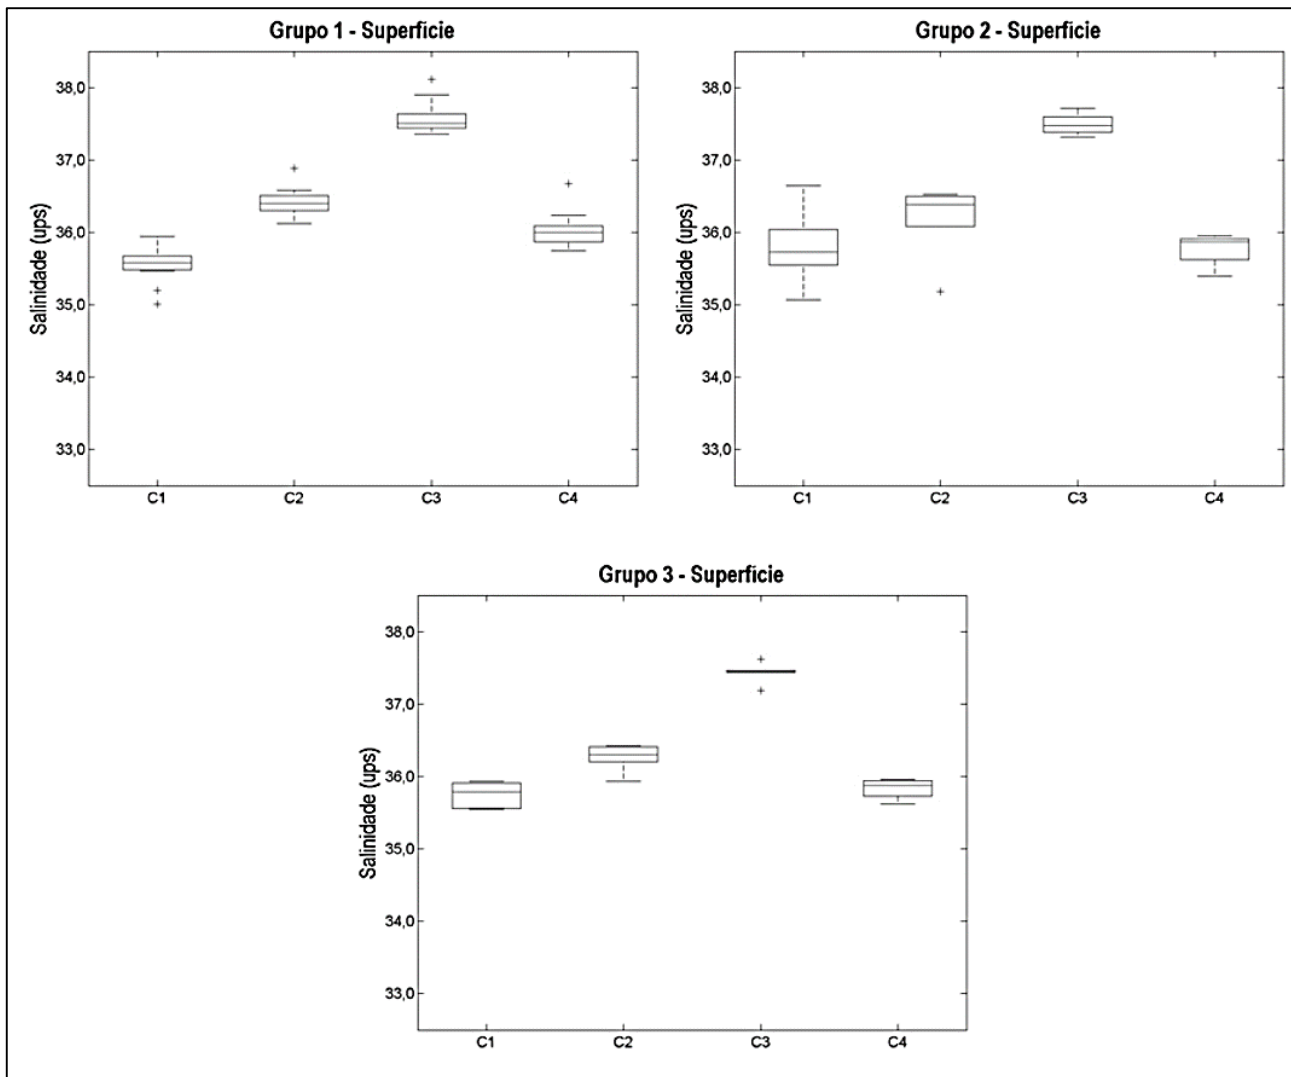 Grupo 1 - Superficie
Salinidade (ups)
38,0
37,0
36,0
35,0
34,0
33,0
C1 C2 C3 C4
Grupo 2 - Superficie
Salinidade (ups)
38,0
37,0
36,0
35,0
34,0
33,0
C1 C2 C3 C4
Grupo 3 - Superficie
Salinidade (ups)
38,0
37,0
36,0
35,0
34,0
33,0
C1 C2 C3 C4